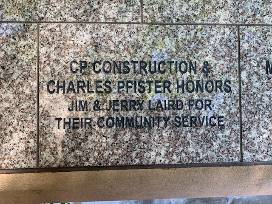 CP CONSTRUCTION &
CHARLES PFISTER HONORS
JIM & JERRY LAIRD FOR
THEIR COMMUNITY SERVICE